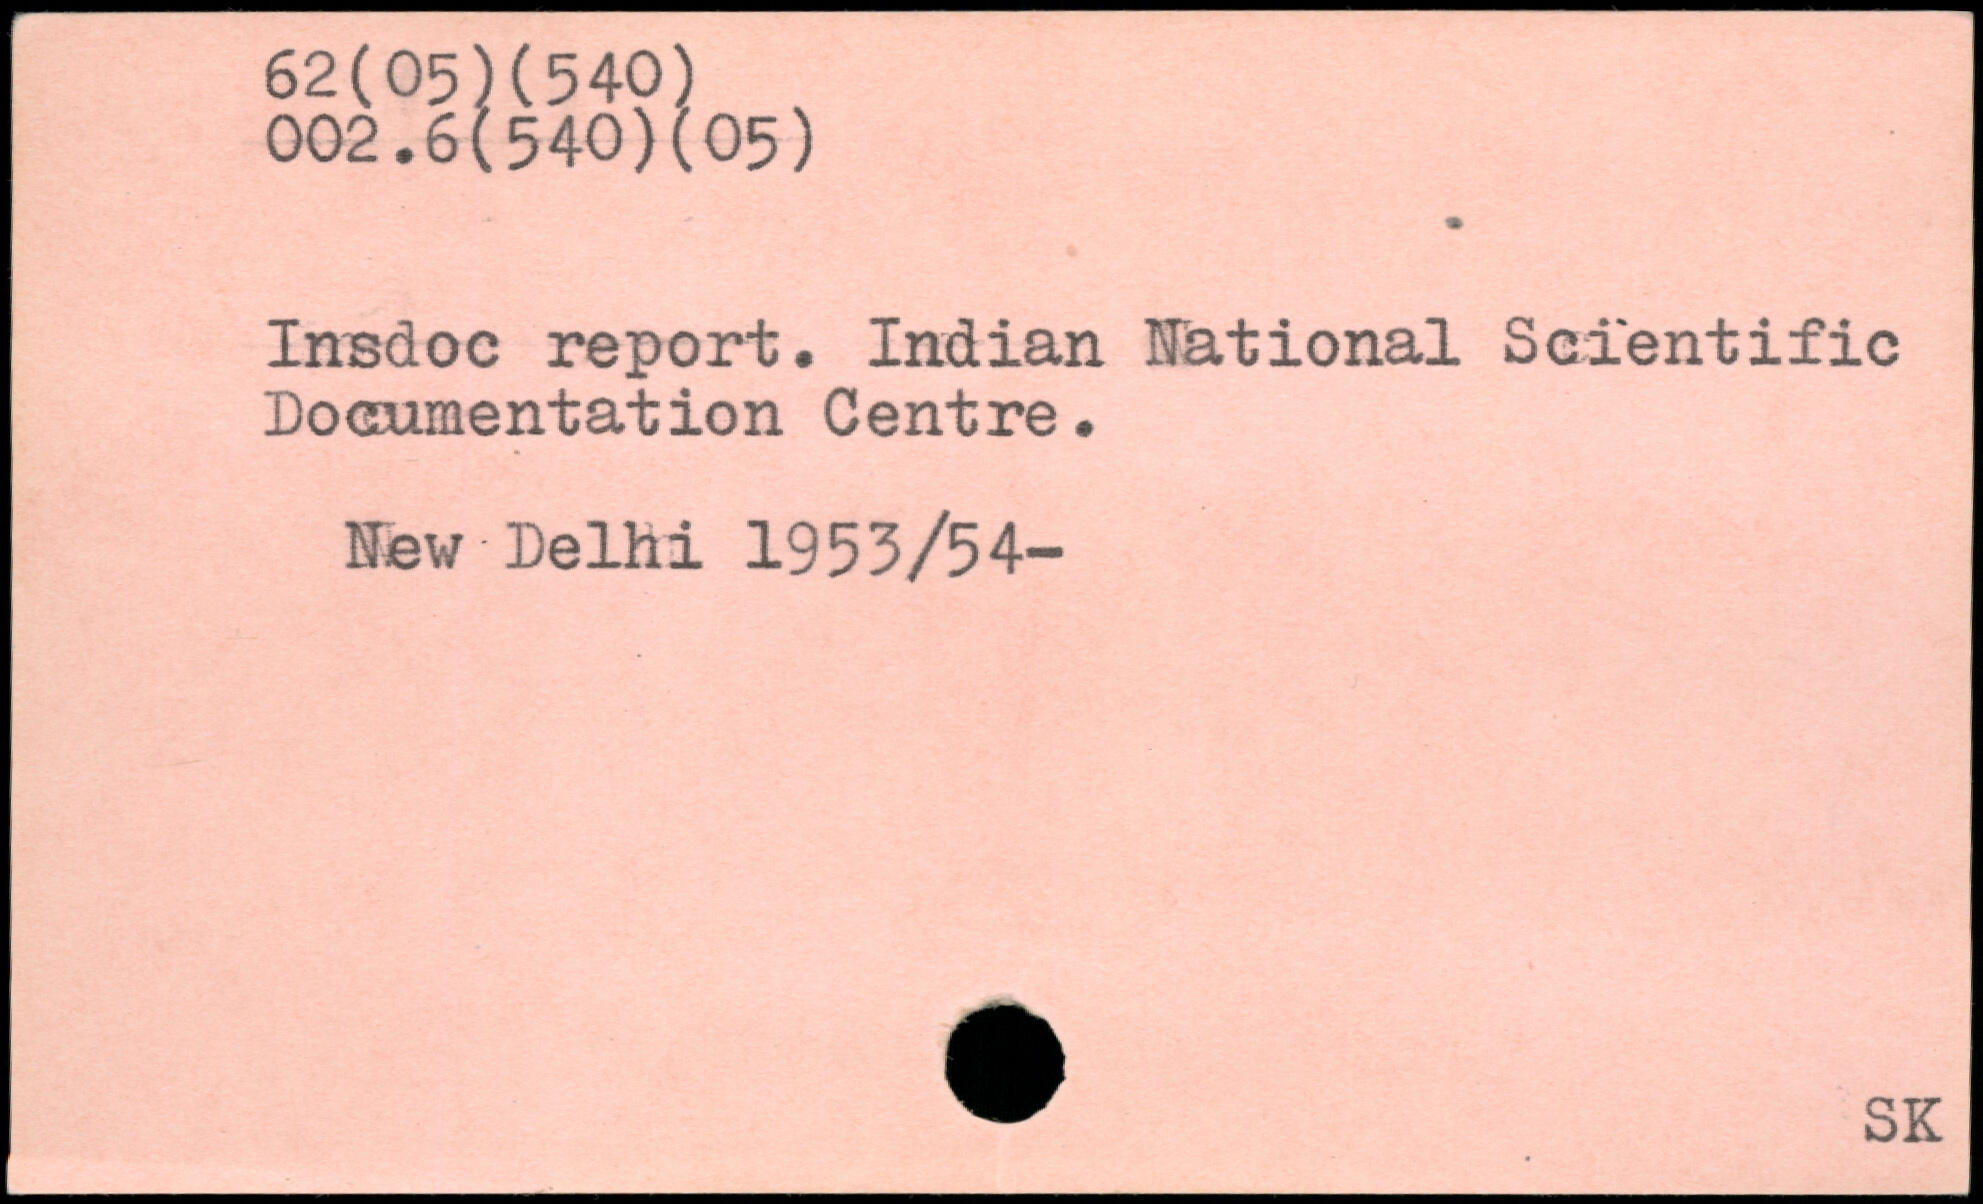 62(05)(540)
002.6(540)(05)
Insdoc report. Indian National Scientific
Documentation Centre.
New Delhi 1953/54-
SK